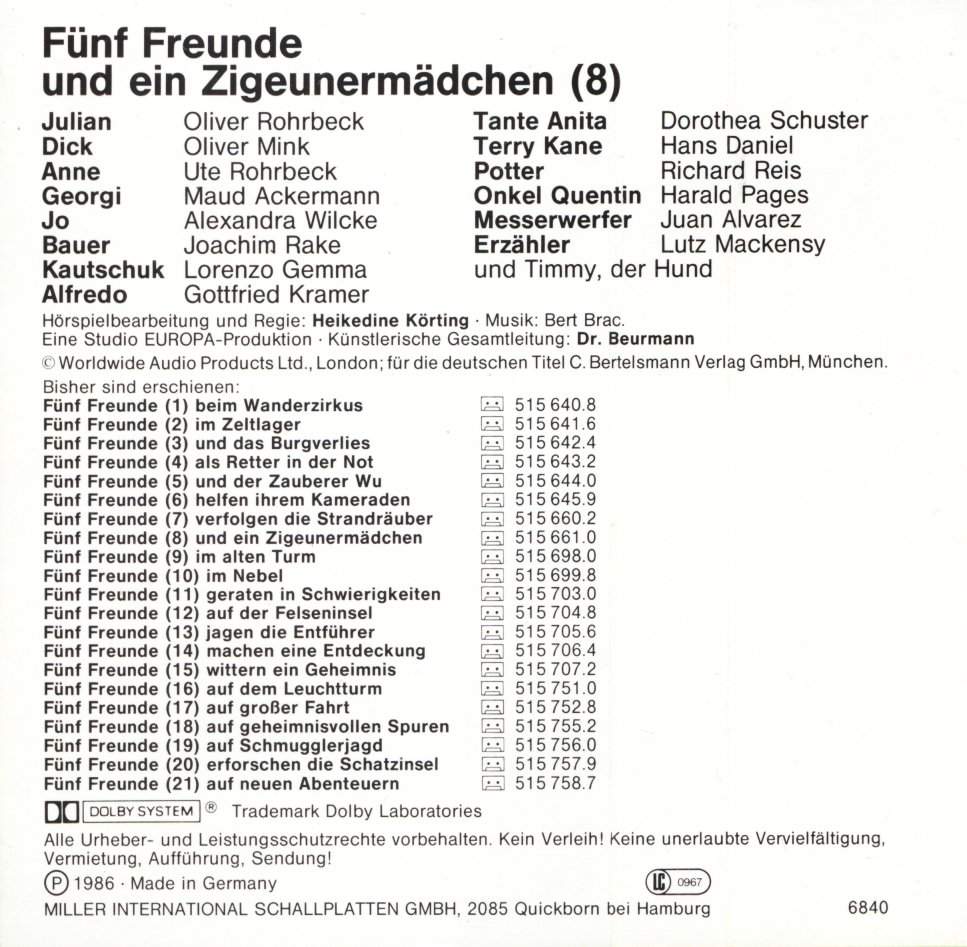 Fünf Freunde
und ein Zigeunermädchen (8)
Julian Oliver Rohrbeck
Dick Oliver Mink
Anne Ute Rohrbeck
Georgi Maud Ackermann
Jo Alexandra Wilcke
Bauer Joachim Rake
Kautschuk Lorenzo Gemma
Alfredo Gottfried Kramer
Tante Anita Dorothea Schuster
Terry Kane Hans Daniel
Potter Richard Reis
Onkel Quentin Harald Pages
Messerwerfer Juan Alvarez
Erzähler Lutz Mackensy
und Timmy, der Hund
Hörspielbearbeitung und Regie: Heikedine Körting · Musik: Bert Brac.
Eine Studio EUROPA-Produktion · Künstlerische Gesamtleitung: Dr. Beurmann
© Worldwide Audio Products Ltd., London; für die deutschen Titel C. Bertelsmann Verlag GmbH, München.
Bisher sind erschienen:
Fünf Freunde (1) beim Wanderzirkus 515 640.8
Fünf Freunde (2) im Zeltlager 515 641.6
Fünf Freunde (3) und das Burgverlies 515 642.4
Fünf Freunde (4) als Retter in der Not 515 643.2
Fünf Freunde (5) und der Zauberer Wu 515 644.0
Fünf Freunde (6) helfen ihrem Kameraden 515 645.9
Fünf Freunde (7) verfolgen die Strandräuber 515 660.2
Fünf Freunde (8) und ein Zigeunermädchen 515 661.0
Fünf Freunde (9) im alten Turm 515 698.0
Fünf Freunde (10) im Nebel 515 699.8
Fünf Freunde (11) geraten in Schwierigkeiten 515 703.0
Fünf Freunde (12) auf der Felseninsel 515 704.8
Fünf Freunde (13) jagen die Entführer 515 705.6
Fünf Freunde (14) machen eine Entdeckung 515 706.4
Fünf Freunde (15) wittern ein Geheimnis 515 707.2
Fünf Freunde (16) auf dem Leuchtturm 515 751.0
Fünf Freunde (17) auf großer Fahrt 515 752.8
Fünf Freunde (18) auf geheimnisvollen Spuren 515 755.2
Fünf Freunde (19) auf Schmugglerjagd 515 756.0
Fünf Freunde (20) erforschen die Schatzinsel 515 757.9
Fünf Freunde (21) auf neuen Abenteuern 515 758.7
DOLBY SYSTEM ® Trademark Dolby Laboratories
Alle Urheber- und Leistungsschutzrechte vorbehalten. Kein Verleih! Keine unerlaubte Vervielfältigung,
Vermietung, Aufführung, Sendung!
℗ 1986 · Made in Germany LC 0967
MILLER INTERNATIONAL SCHALLPLATTEN GMBH, 2085 Quickborn bei Hamburg 6840